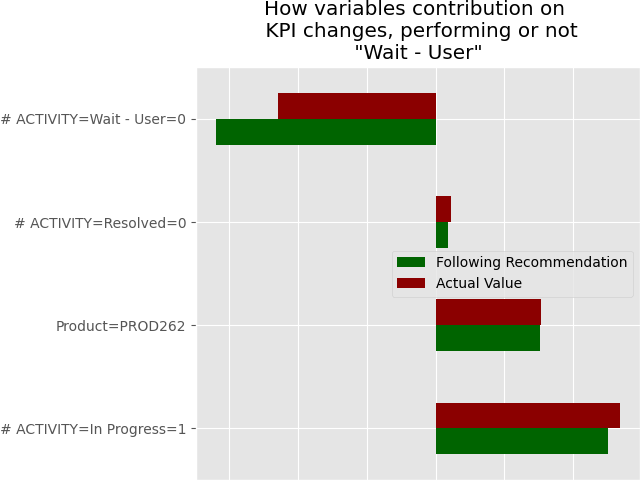 How variables contribution on
KPI changes, performing or not
"Wait - User"
# ACTIVITY=Wait - User=0
# ACTIVITY=Resolved=0
Following Recommendation
Actual Value
Product=PROD262
# ACTIVITY=In Progress=1